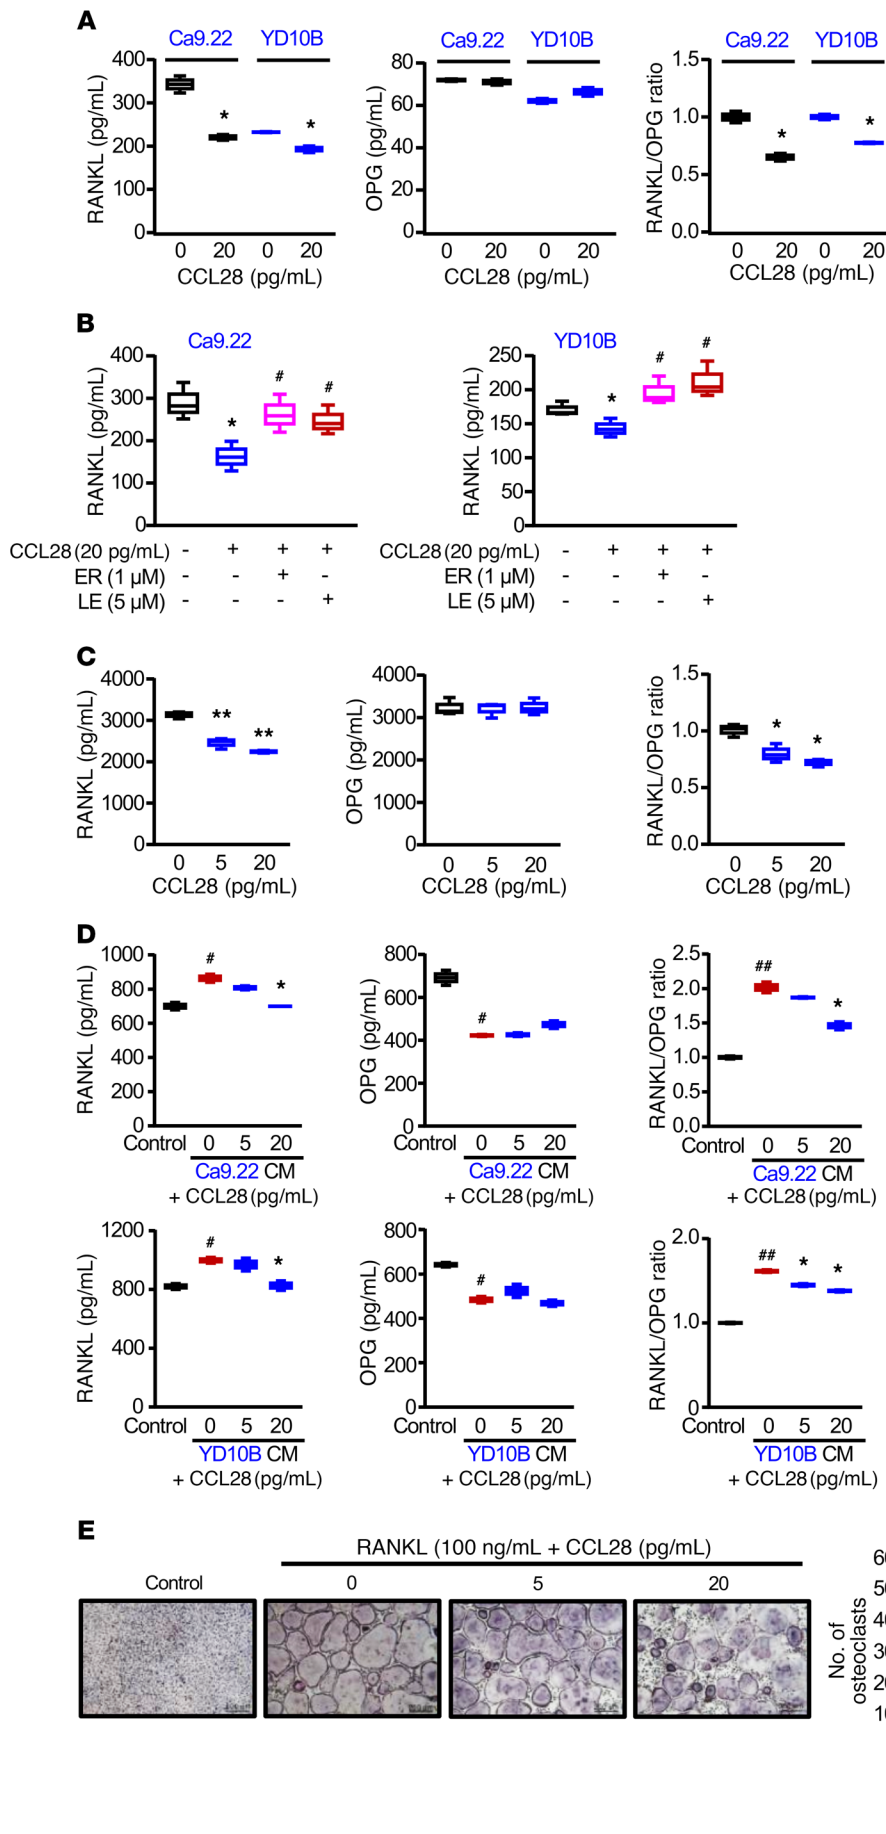 A
Ca9.22 YD10B
RANKL (pg/mL)
400
300
200
100
0
* *
0 20 0 20
CCL28 (pg/mL)
Ca9.22 YD10B
OPG (pg/mL)
80
60
40
20
0
0 20 0 20
CCL28 (pg/mL)
Ca9.22 YD10B
RANKL/OPG ratio
1.5
1.0
0.5
0.0
* *
0 20 0 20
CCL28 (pg/mL)
B
Ca9.22
RANKL (pg/mL)
400
300
200
100
0
* # #
CCL28 (20 pg/mL) - + + +
ER (1 µM) - - + -
LE (5 µM) - - - +
YD10B
RANKL (pg/mL)
250
200
150
100
50
0
* # #
CCL28 (20 pg/mL) - + + +
ER (1 µM) - - + -
LE (5 µM) - - - +
C
RANKL (pg/mL)
4000
3000
2000
1000
0
** **
0 5 20
CCL28 (pg/mL)
OPG (pg/mL)
4000
3000
2000
1000
0
0 5 20
CCL28 (pg/mL)
RANKL/OPG ratio
1.5
1.0
0.5
0.0
* *
0 5 20
CCL28 (pg/mL)
D
RANKL (pg/mL)
1000
800
600
400
200
0
# *
Control 0 5 20
Ca9.22 CM
+ CCL28 (pg/mL)
OPG (pg/mL)
800
600
400
200
0
#
Control 0 5 20
Ca9.22 CM
+ CCL28 (pg/mL)
RANKL/OPG ratio
2.5
2.0
1.5
1.0
0.5
0.0
## *
Control 0 5 20
Ca9.22 CM
+ CCL28 (pg/mL)
RANKL (pg/mL)
1200
800
400
0
# *
Control 0 5 20
YD10B CM
+ CCL28 (pg/mL)
OPG (pg/mL)
800
600
400
200
0
#
Control 0 5 20
YD10B CM
+ CCL28 (pg/mL)
RANKL/OPG ratio
2.0
1.0
0
## * *
Control 0 5 20
YD10B CM
+ CCL28 (pg/mL)
E
RANKL (100 ng/mL + CCL28 (pg/mL)
Control 0 5 20
No. of
osteoclasts